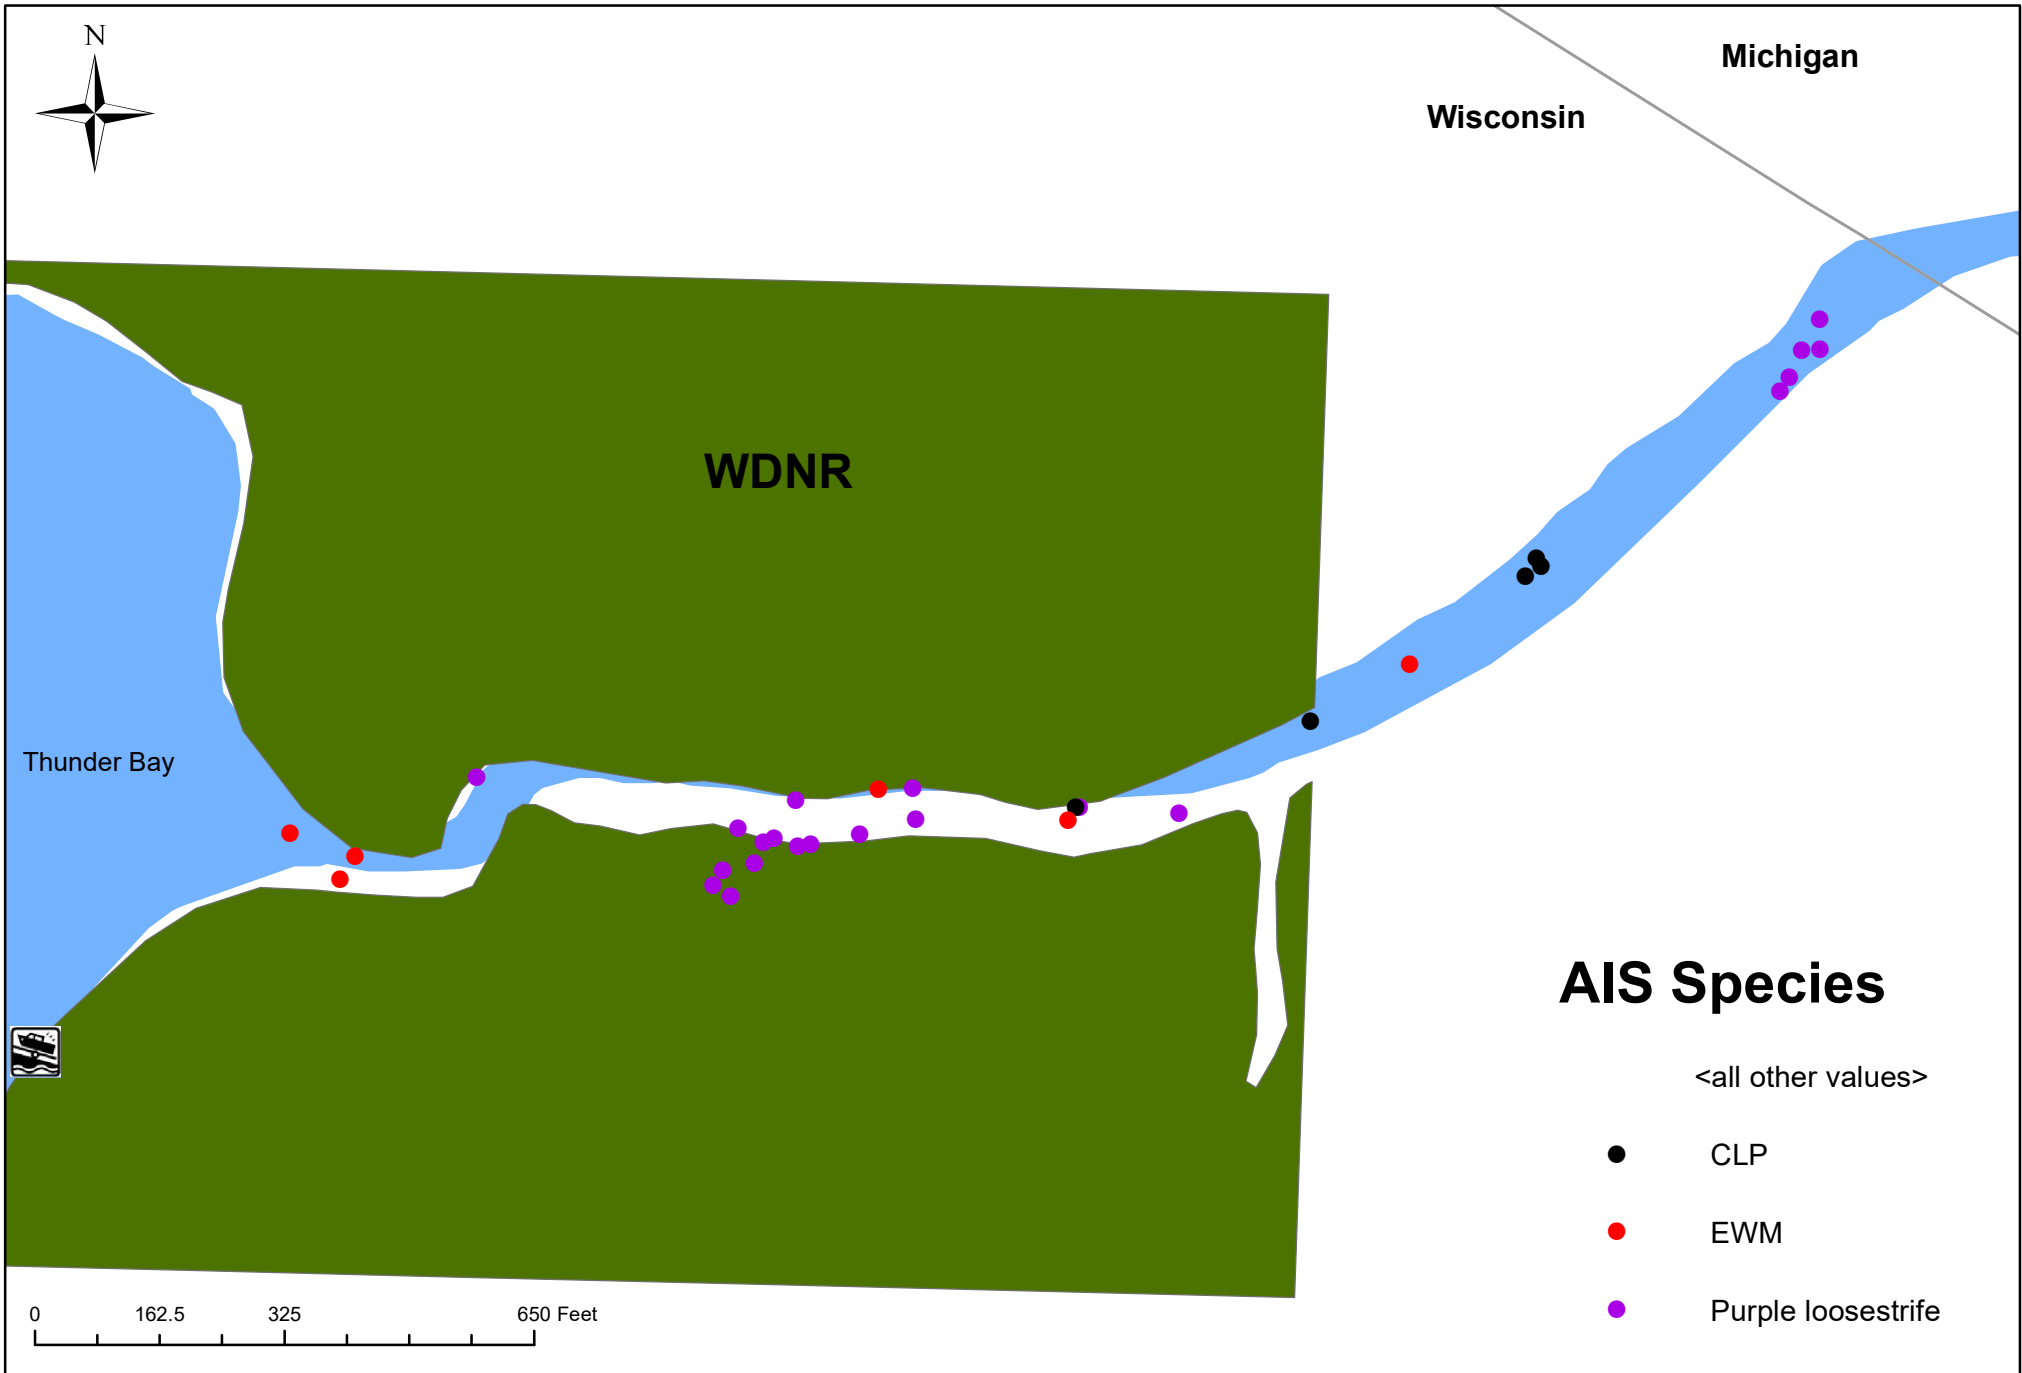 N
Michigan
Wisconsin
WDNR
Thunder Bay
AIS Species
<all other values>
CLP
EWM
Purple loosestrife
0 162.5 325 650 Feet